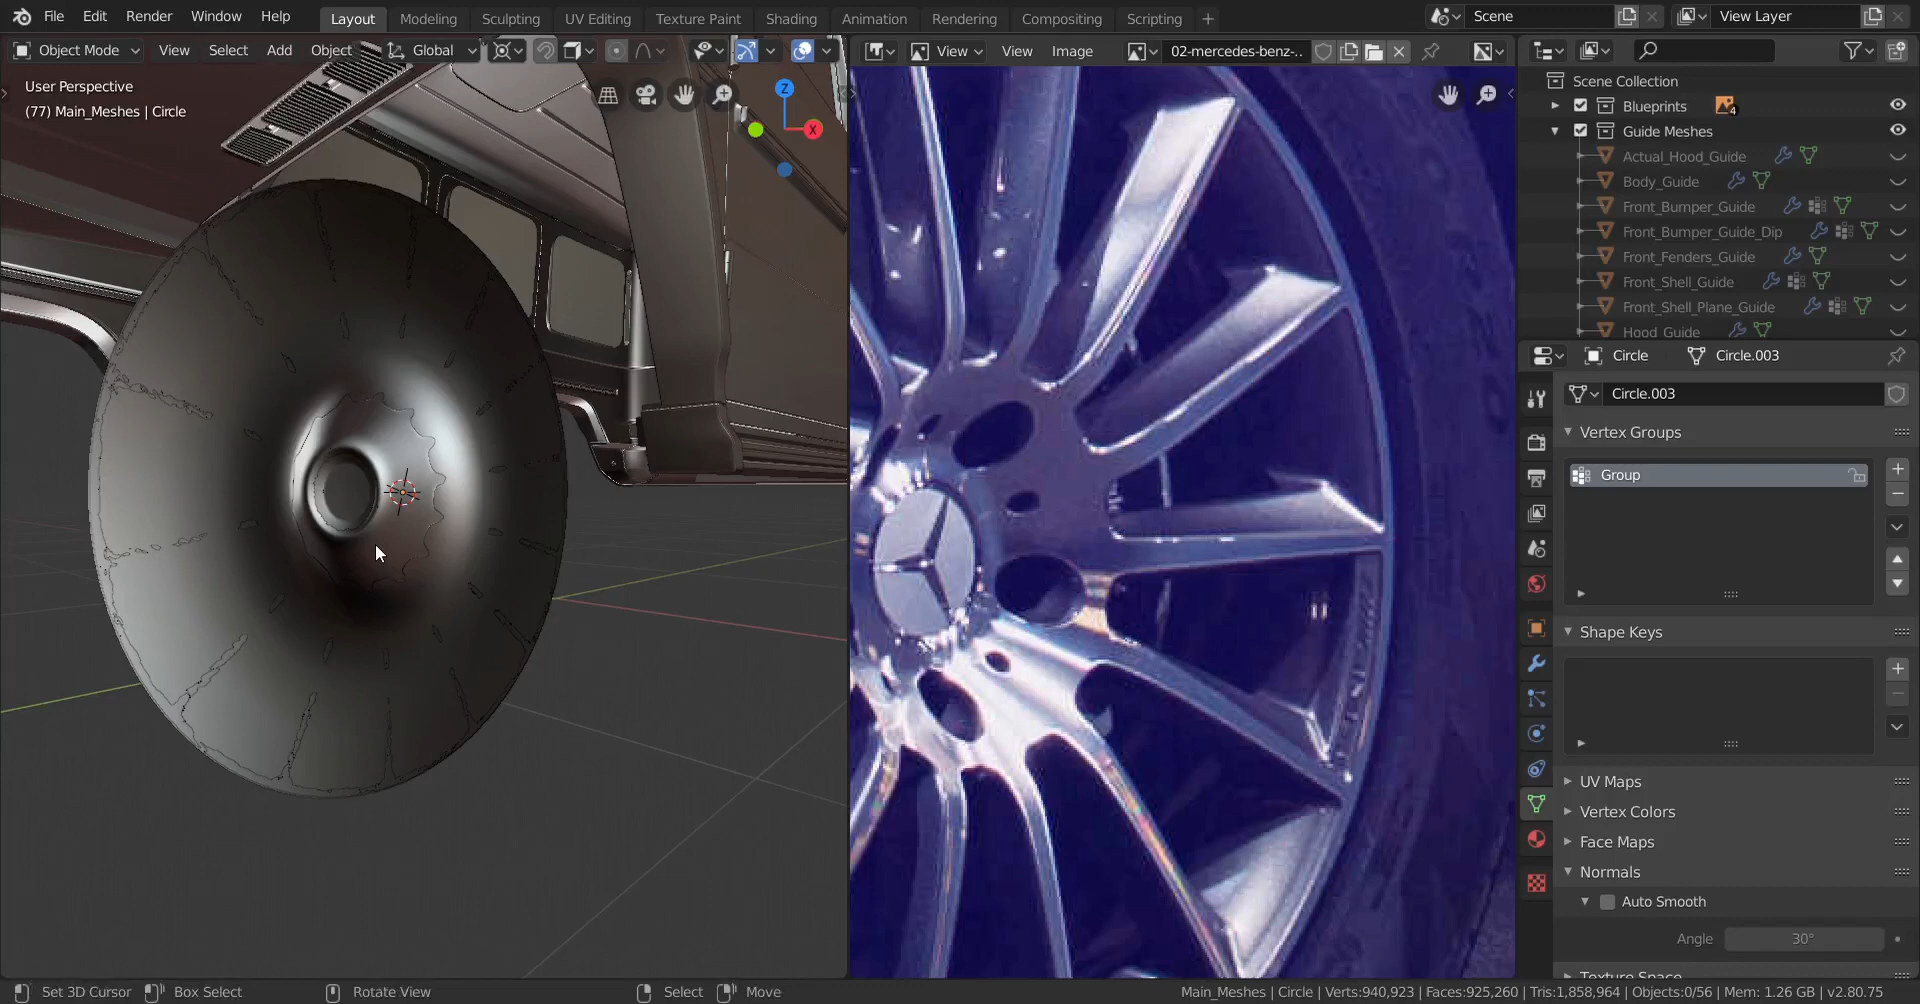 File Edit Render Window Help Layout Modeling Sculpting UV Editing Texture Paint Shading Animation Rendering Compositing Scripting Scene View Layer
Object Mode View Select Add Object Global View View Image 02-mercedes-benz-..
User Perspective
(77) Main_Meshes | Circle
Z
X
Scene Collection
Blueprints 4
Guide Meshes
Actual_Hood_Guide
Body_Guide
Front_Bumper_Guide
Front_Bumper_Guide_Dip
Front_Fenders_Guide
Front_Shell_Guide
Front_Shell_Plane_Guide
Hood_Guide
Circle Circle.003
Circle.003
Vertex Groups
Group
Shape Keys
UV Maps
Vertex Colors
Face Maps
Normals
Auto Smooth
Angle 30°
Texture Space
Set 3D Cursor Box Select Rotate View Select Move Main_Meshes | Circle | Verts:940,923 | Faces:925,260 | Tris:1,858,964 | Objects:0/56 | Mem: 1.26 GB | v2.80.75